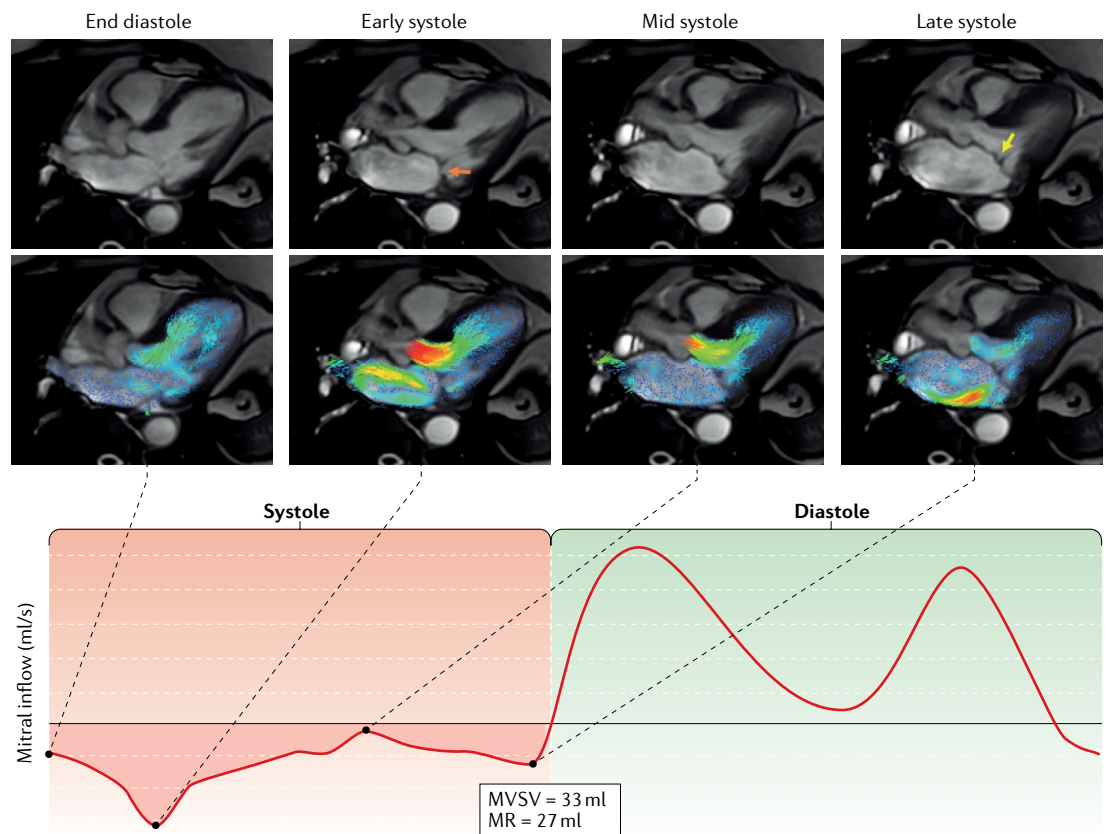 End diastole
Early systole
Mid systole
Late systole
Systole
Diastole
Mitral inflow (ml/s)
MVSV = 33 ml
MR = 27 ml